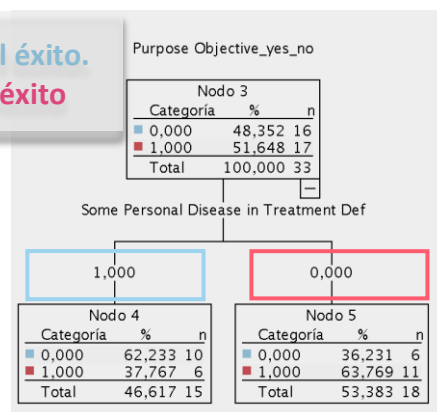 l éxito.
éxito
Purpose Objective_yes_no
Nodo 3
Categoría % n
0,000 48,352 16
1,000 51,648 17
Total 100,000 33
Some Personal Disease in Treatment Def
1,000 0,000
Nodo 4 Nodo 5
Categoría % n Categoría % n
0,000 62,233 10 0,000 36,231 6
1,000 37,767 6 1,000 63,769 11
Total 46,617 15 Total 53,383 18